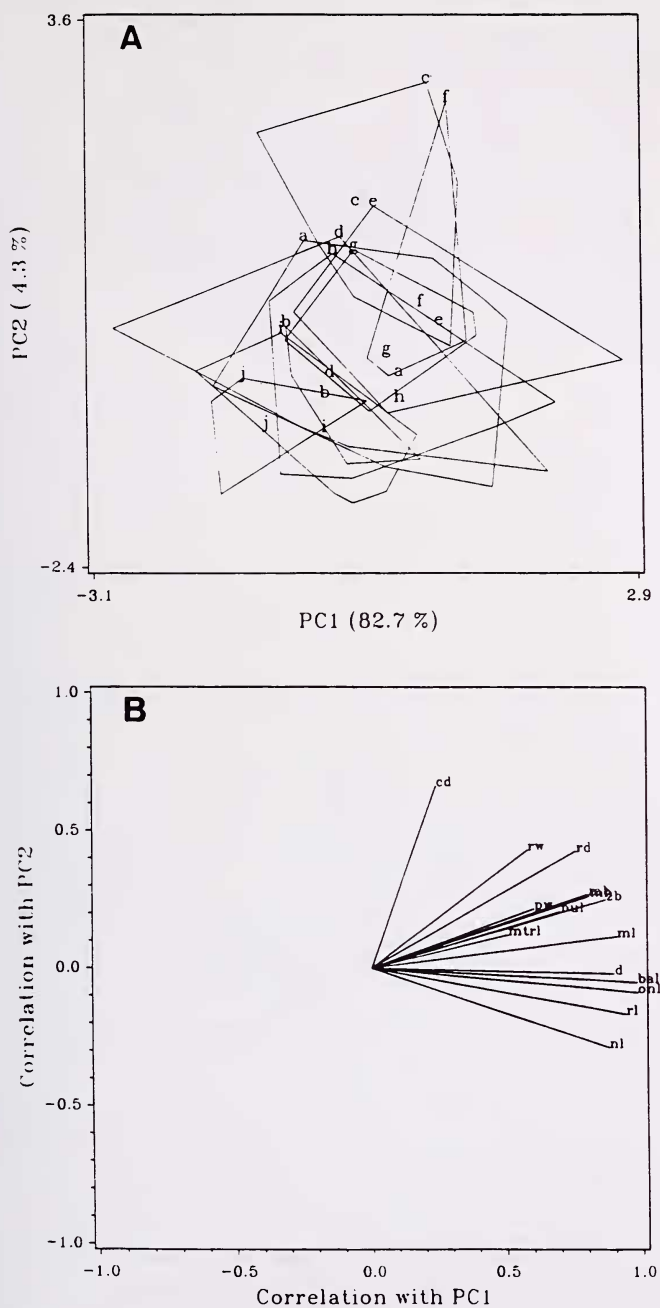 3.6
A
c
f
c e
a
d
h
g
f
e
b
i
g
a
d
j
b
h
j
i
PC2 ( 4.3 %)
-2.4
-3.1
2.9
PC1 (82.7 %)
1.0
B
cd
0.5
rw
rd
zb
nul
mtrl
ml
0.0
d
bal
onl
rl
nl
-0.5
-1.0
Correlation with PC2
-1.0
-0.5
0.0
0.5
1.0
Correlation with PC1